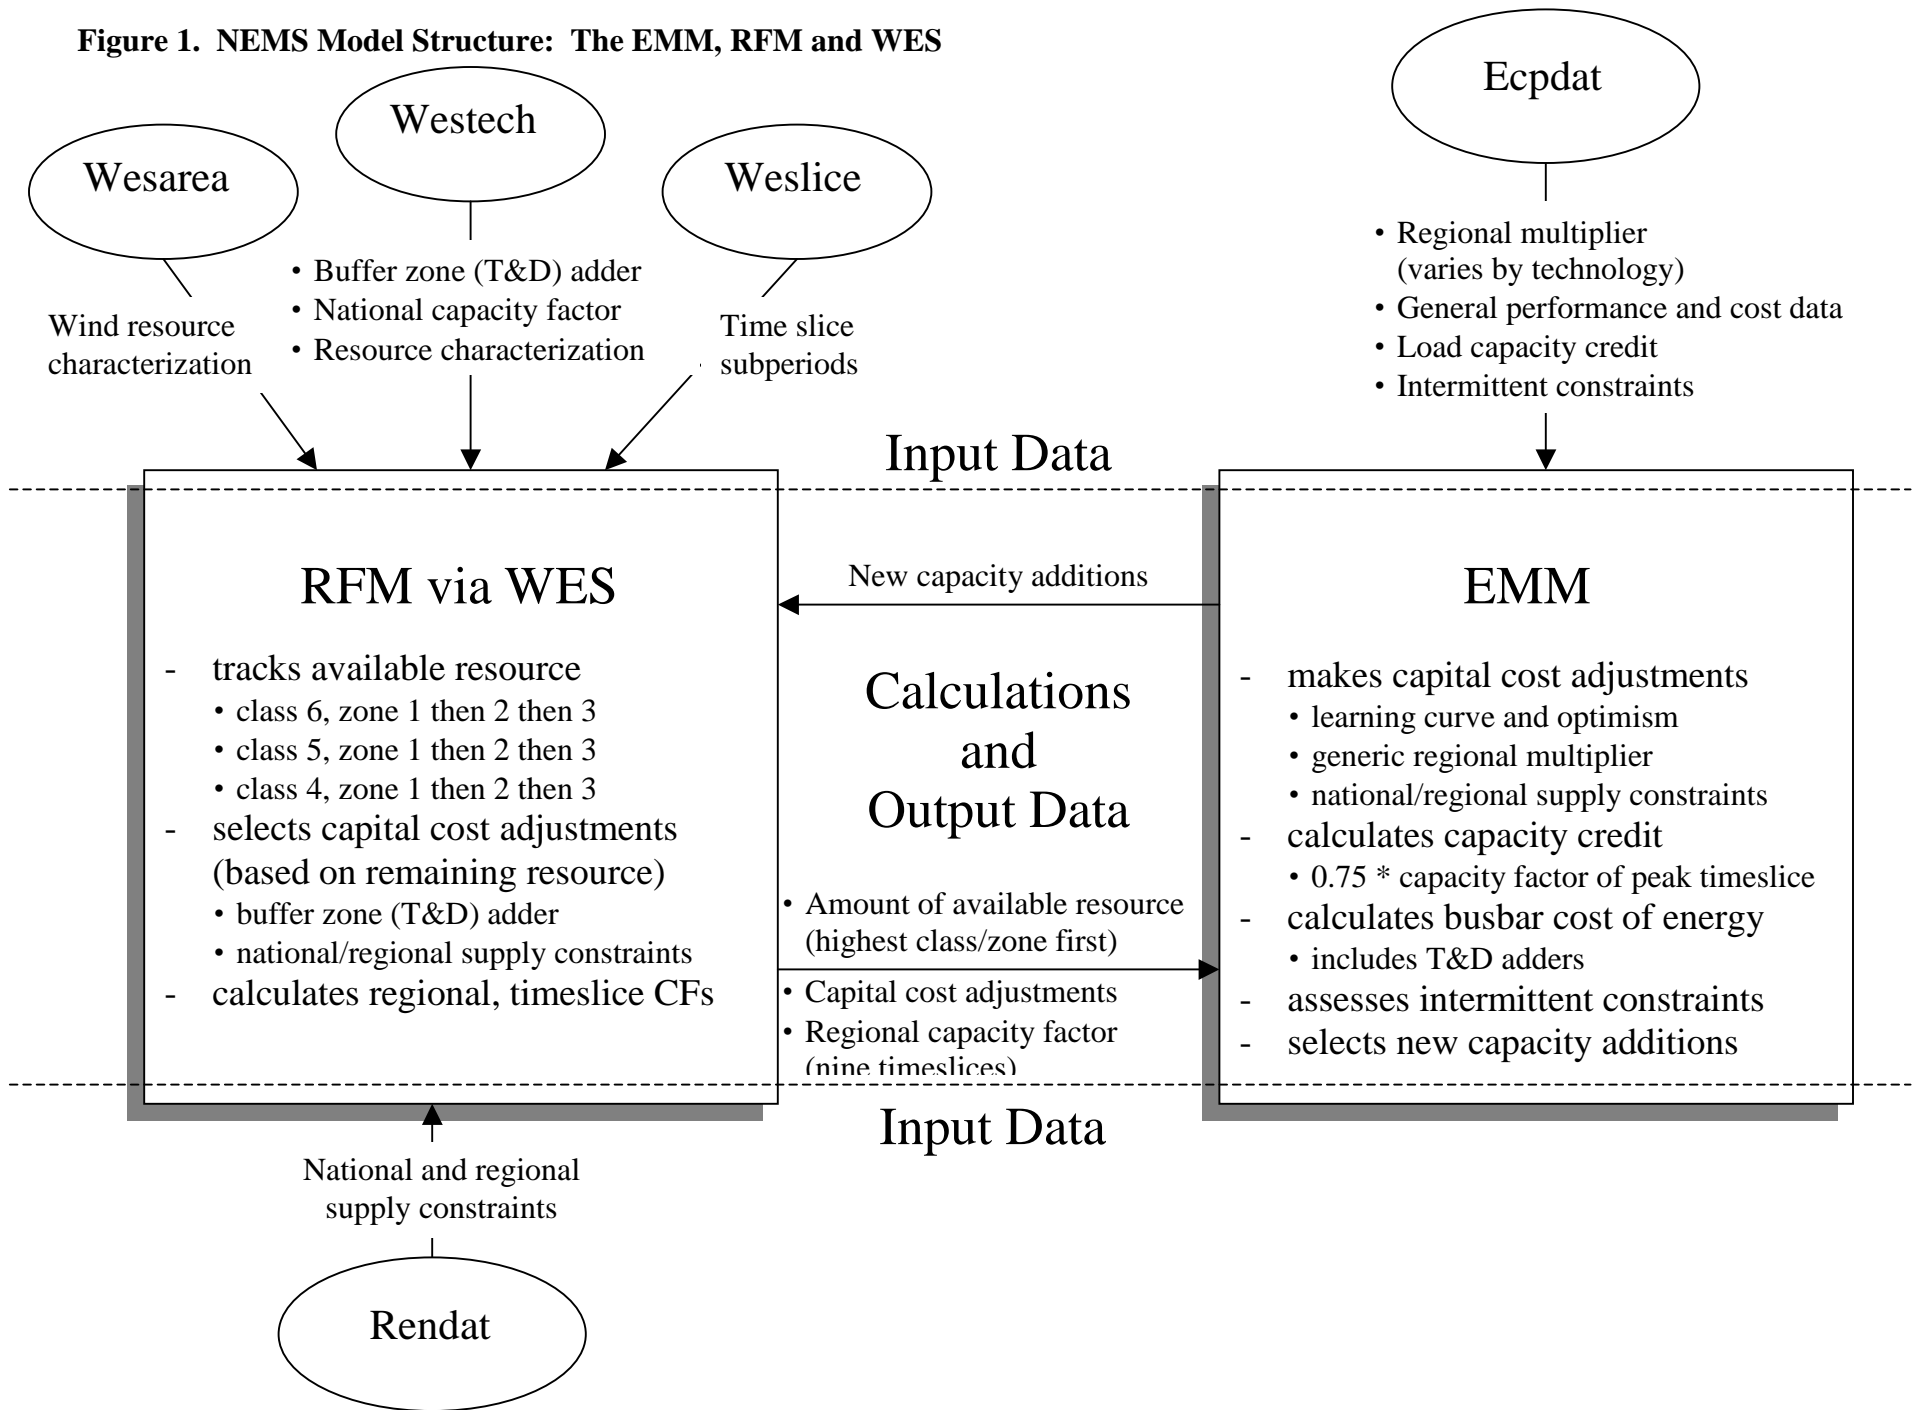 Figure 1. NEMS Model Structure: The EMM, RFM and WES
Wesarea
Westech
Weslice
Ecpdat
Wind resource
characterization
• Buffer zone (T&D) adder
• National capacity factor
• Resource characterization
Time slice
subperiods
• Regional multiplier
(varies by technology)
• General performance and cost data
• Load capacity credit
• Intermittent constraints
Input Data
RFM via WES
- tracks available resource
• class 6, zone 1 then 2 then 3
• class 5, zone 1 then 2 then 3
• class 4, zone 1 then 2 then 3
- selects capital cost adjustments
(based on remaining resource)
• buffer zone (T&D) adder
• national/regional supply constraints
- calculates regional, timeslice CFs
New capacity additions
Calculations
and
Output Data
• Amount of available resource
(highest class/zone first)
• Capital cost adjustments
• Regional capacity factor
(nine timeslices)
EMM
- makes capital cost adjustments
• learning curve and optimism
• generic regional multiplier
• national/regional supply constraints
- calculates capacity credit
• 0.75 * capacity factor of peak timeslice
- calculates busbar cost of energy
• includes T&D adders
- assesses intermittent constraints
- selects new capacity additions
Input Data
National and regional
supply constraints
Rendat